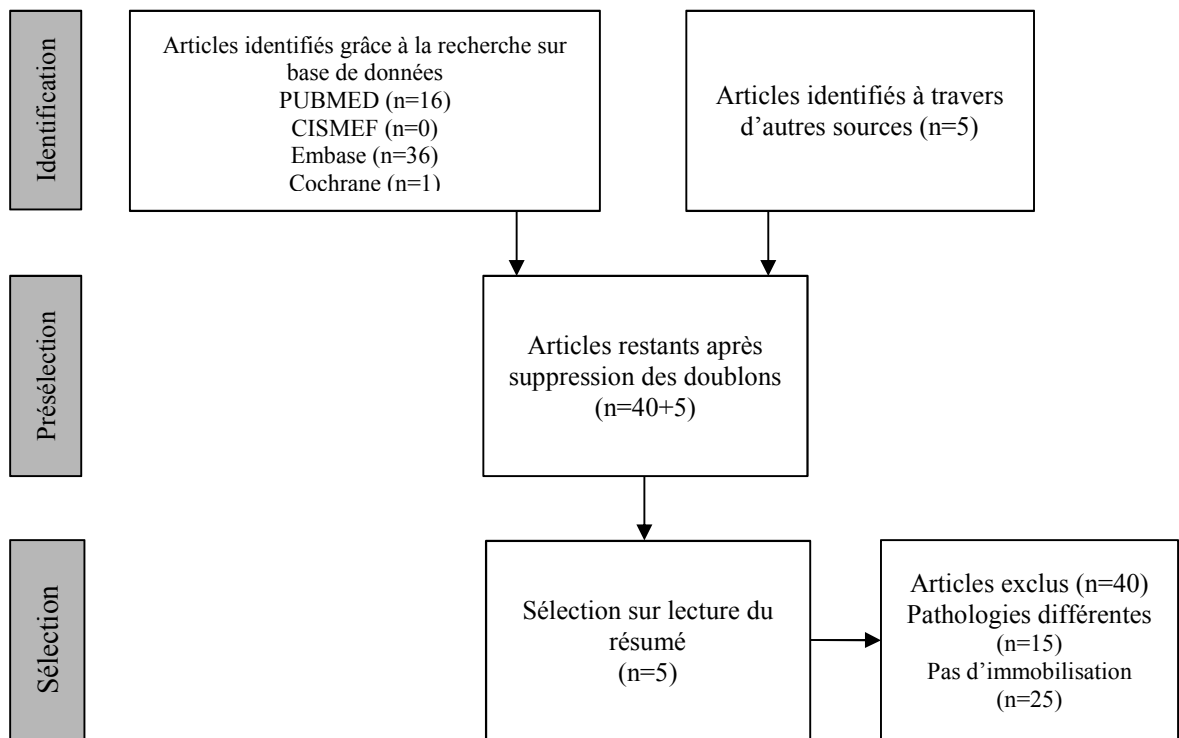 Identification
Articles identifiés grâce à la recherche sur
base de données
PUBMED (n=16)
CISMEF (n=0)
Embase (n=36)
Cochrane (n=1)
Articles identifiés à travers
d’autres sources (n=5)
Présélection
Articles restants après
suppression des doublons
(n=40+5)
Sélection
Sélection sur lecture du
résumé
(n=5)
Articles exclus (n=40)
Pathologies différentes
(n=15)
Pas d’immobilisation
(n=25)